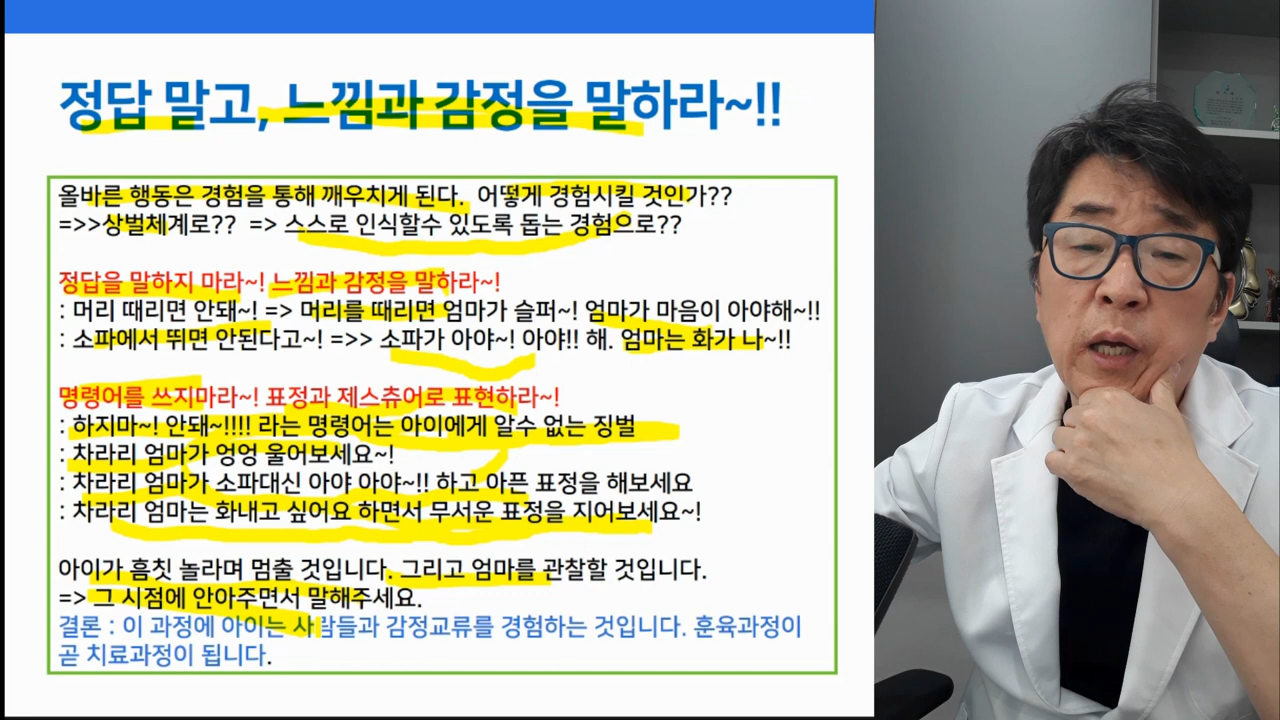 정답 말고, 느낌과 감정을 말하라~!!
올바른 행동은 경험을 통해 깨우치게 된다. 어떻게 경험시킬 것인가??
=>>상벌체계로?? => 스스로 인식할수 있도록 돕는 경험으로??
정답을 말하지 마라~! 느낌과 감정을 말하라~!
: 머리 때리면 안돼~! => 머리를 때리면 엄마가 슬퍼~! 엄마가 마음이 아야해~!!
: 소파에서 뛰면 안된다고~! =>> 소파가 아야~! 아야!! 해. 엄마는 화가 나~!!
명령어를 쓰지마라~! 표정과 제스츄어로 표현하라~!
: 하지마~! 안돼~!!!! 라는 명령어는 아이에게 알수 없는 징벌
: 차라리 엄마가 엉엉 울어보세요~!
: 차라리 엄마가 소파대신 아야 아야~!! 하고 아픈 표정을 해보세요
: 차라리 엄마는 화내고 싶어요 하면서 무서운 표정을 지어보세요~!
아이가 흠칫 놀라며 멈출 것입니다. 그리고 엄마를 관찰할 것입니다.
=> 그 시점에 안아주면서 말해주세요.
결론 : 이 과정에 아이는 사람들과 감정교류를 경험하는 것입니다. 훈육과정이
곧 치료과정이 됩니다.